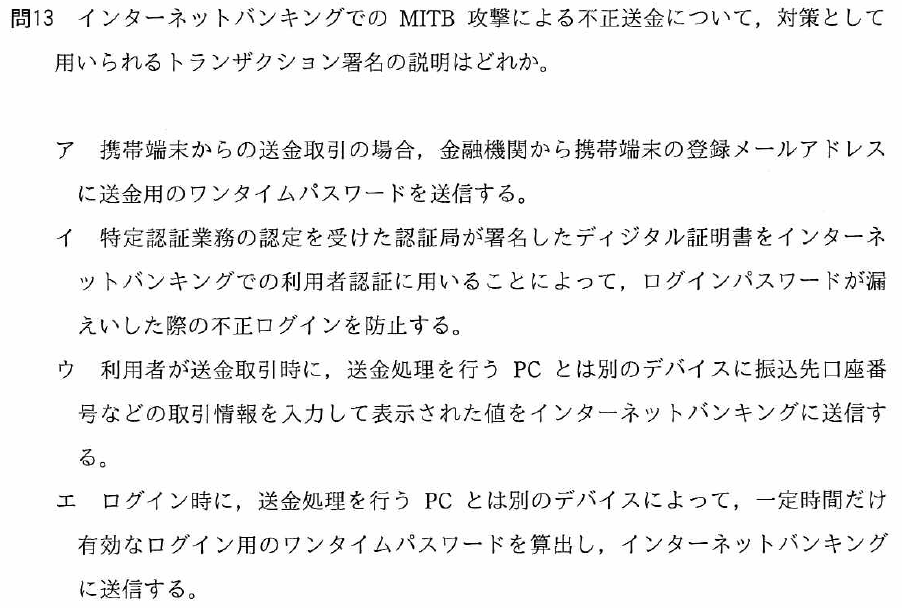 問13 インターネットバンキングでの MITB 攻撃による不正送金について，対策として
用いられるトランザクション署名の説明はどれか。
ア 携帯端末からの送金取引の場合，金融機関から携帯端末の登録メールアドレス
に送金用のワンタイムパスワードを送信する。
イ 特定認証業務の認定を受けた認証局が署名したディジタル証明書をインターネ
ットバンキングでの利用者認証に用いることによって，ログインパスワードが漏
えいした際の不正ログインを防止する。
ウ 利用者が送金取引時に，送金処理を行う PC とは別のデバイスに振込先口座番
号などの取引情報を入力して表示された値をインターネットバンキングに送信す
る。
エ ログイン時に，送金処理を行う PC とは別のデバイスによって，一定時間だけ
有効なログイン用のワンタイムパスワードを算出し，インターネットバンキング
に送信する。